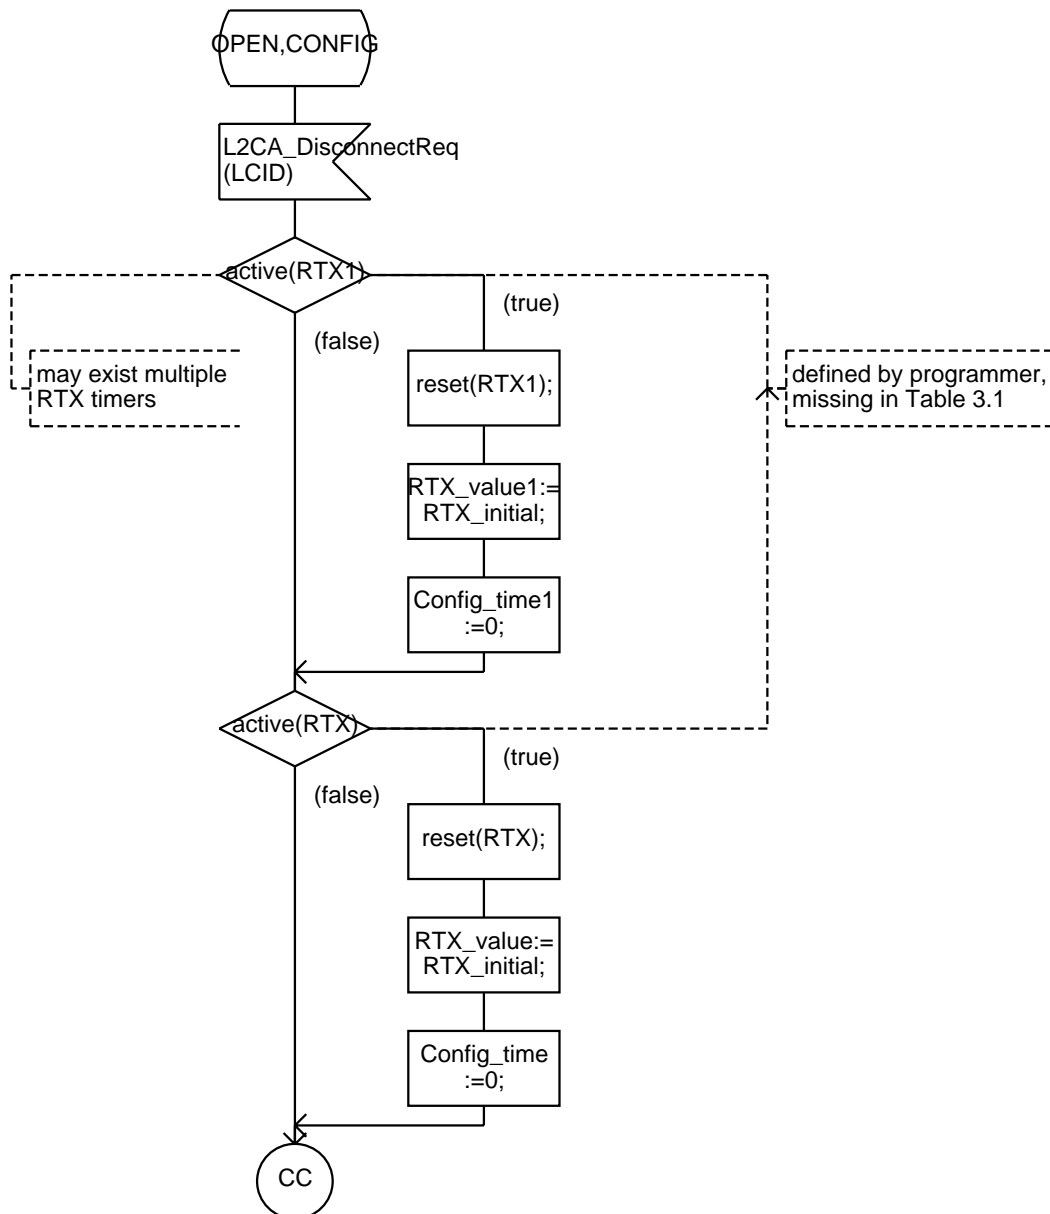 OPEN,CONFIG
L2CA_DisconnectReq
(LCID)
active(RTX1)
(true)
(false)
may exist multiple
RTX timers
reset(RTX1);
defined by programmer,
missing in Table 3.1
RTX_value1:=
RTX_initial;
Config_time1
:=0;
active(RTX)
(true)
(false)
reset(RTX);
RTX_value:=
RTX_initial;
Config_time
:=0;
CC